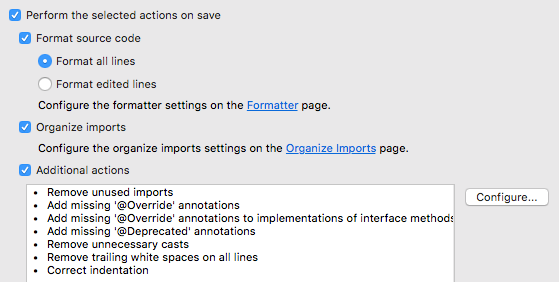 Perform the selected actions on save
Format source code
Format all lines
Format edited lines
Configure the formatter settings on the Formatter page.
Organize imports
Configure the organize imports settings on the Organize Imports page.
Additional actions
• Remove unused imports
• Add missing '@Override' annotations
• Add missing '@Override' annotations to implementations of interface methods
• Add missing '@Deprecated' annotations
• Remove unnecessary casts
• Remove trailing white spaces on all lines
• Correct indentation
Configure...